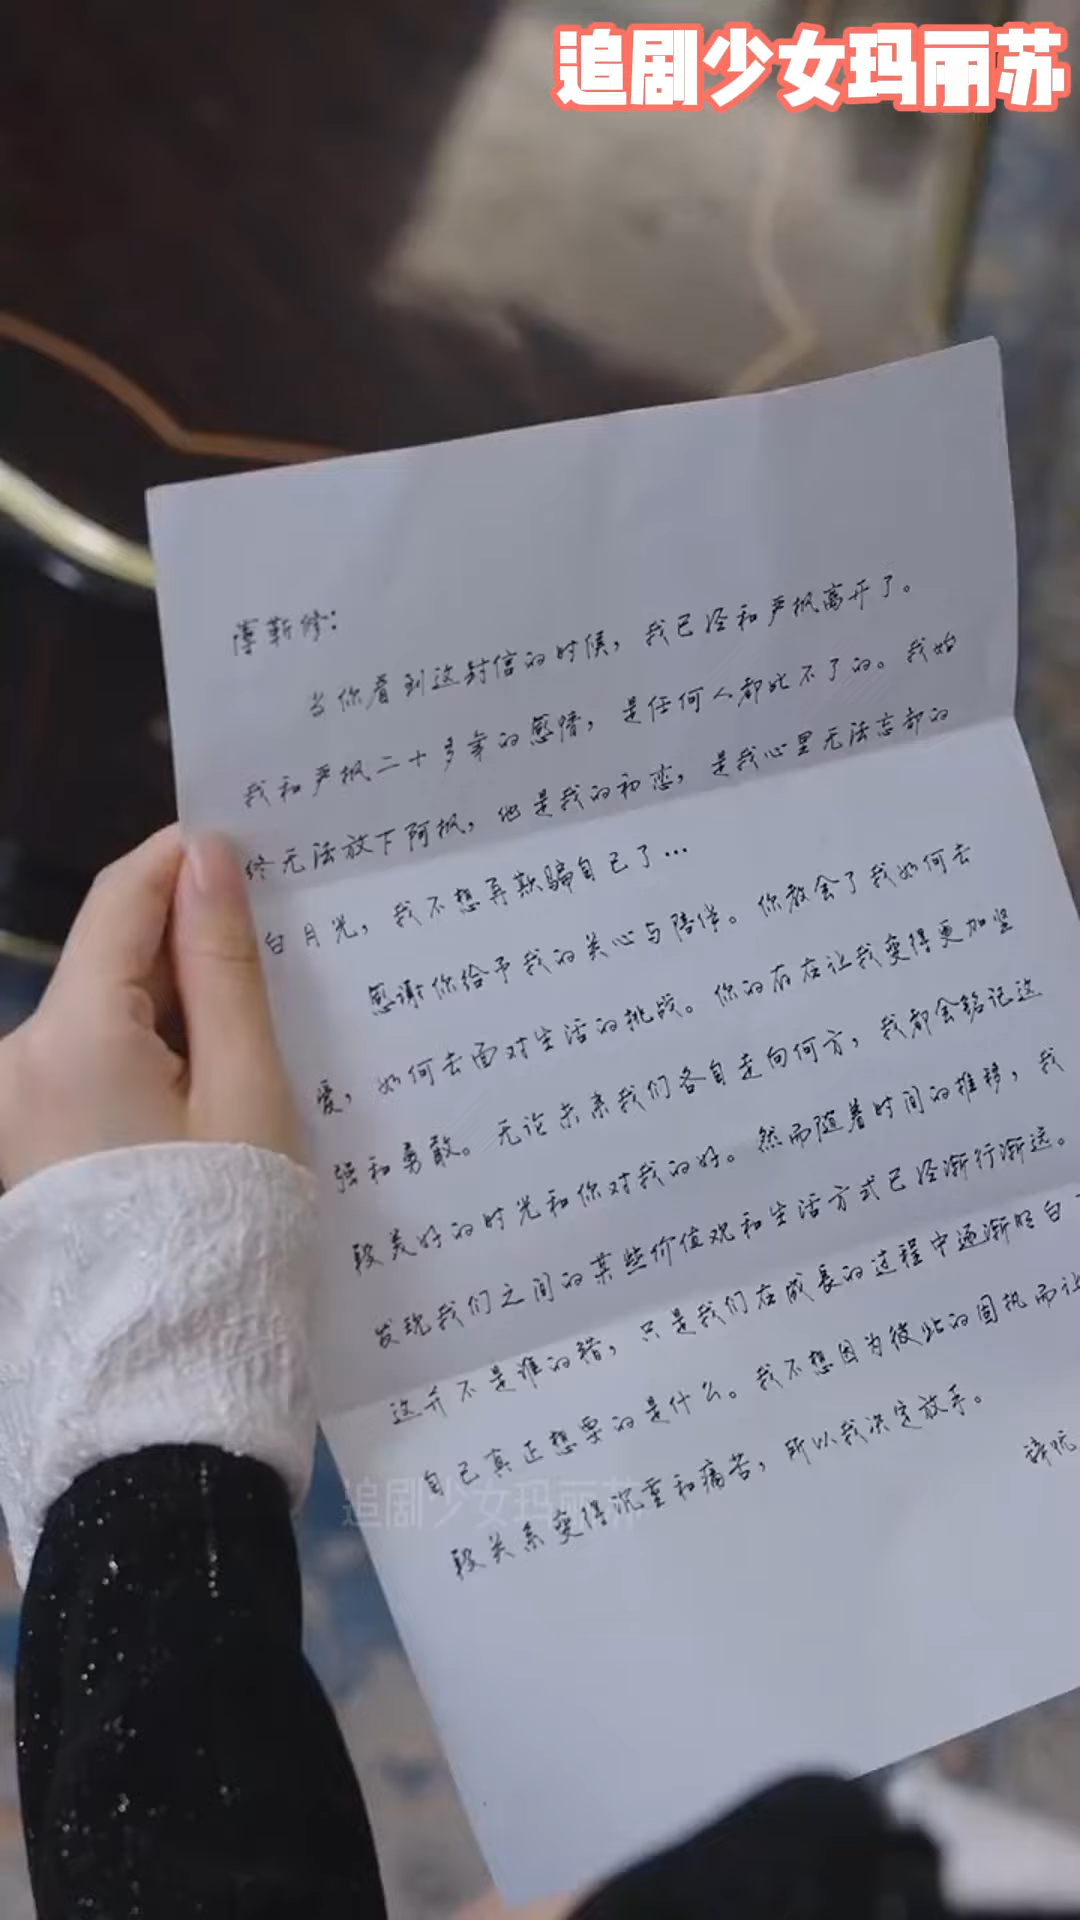 追剧少女玛丽苏
傅靳修:
当你看到这封信的时候，我已经和严枫离开了。
我和严枫二十多年的感情，是任何人都比不了的。我始
终无法放下阿枫，他是我的初恋，是我心里无法忘却的
白月光，我不想再欺骗自己了...
感谢你给予我的关心与陪伴。你教会了我如何去
爱，如何去面对生活的挑战。你的存在让我变得更加坚
强和勇敢。无论未来我们各自走向何方，我都会铭记这
段美好的时光和你对我的好。然而随着时间的推移，我
发现我们之间的某些价值观和生活方式已经渐行渐远。
这并不是谁的错，只是我们在成长的过程中逐渐明白
自己真正想要的是什么。我不想因为彼此的固执而让
段关系变得沉重和痛苦，所以我决定放手。
追剧少女玛丽苏